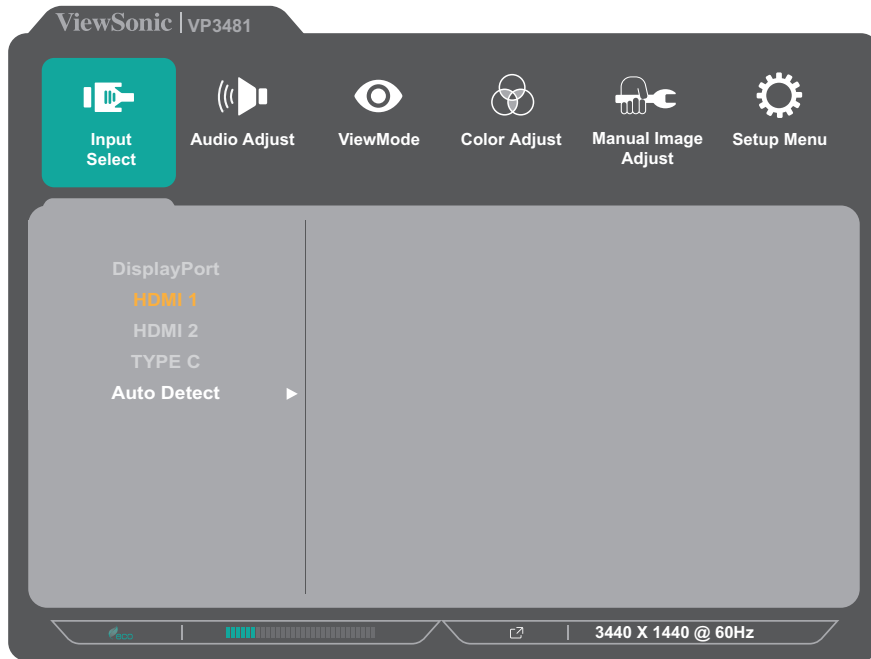 ViewSonic | VP3481
Input
Select
Audio Adjust
ViewMode
Color Adjust
Manual Image
Adjust
Setup Menu
DisplayPort
HDMI 1
HDMI 2
TYPE C
Auto Detect
eco
3440 X 1440 @ 60Hz